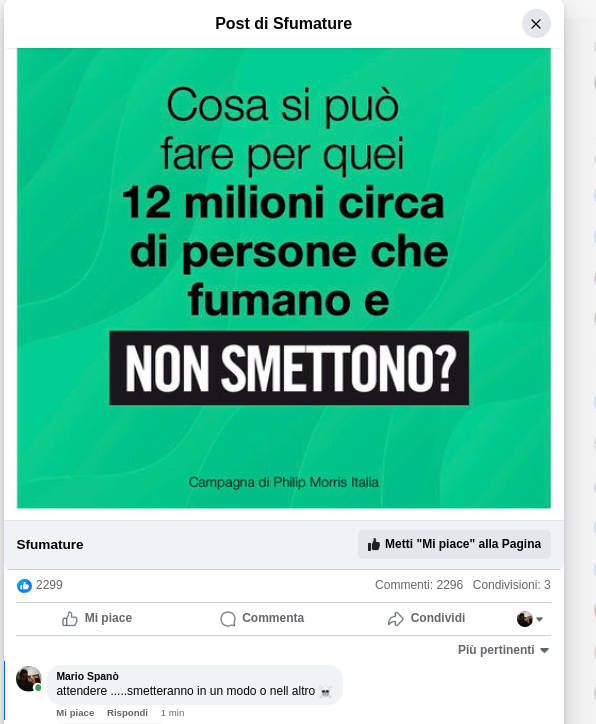 Post di Sfumature
Cosa si può
fare per quei
12 milioni circa
di persone che
fumano e
NON SMETTONO?
Campagna di Philip Morris Italia
Sfumature
Metti "Mi piace" alla Pagina
2299
Commenti: 2296 Condivisioni: 3
Mi piace Commenta Condividi
Più pertinenti
Mario Spanò
attendere .....smetteranno in un modo o nell altro ☠️
Mi piace Rispondi 1 min